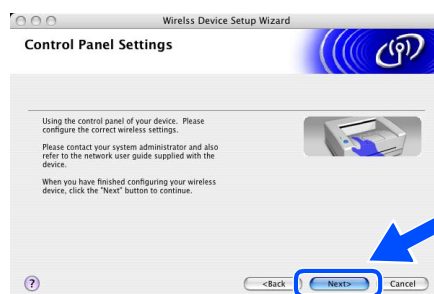 Wirelss Device Setup Wizard
Control Panel Settings
Using the control panel of your device. Please
configure the correct wireless settings.
Please contact your system administrator and also
refer to the network user guide supplied with the
device.
When you have finished configuring your wireless
device, click the "Next" button to continue.
?
<Back
Next>
Cancel